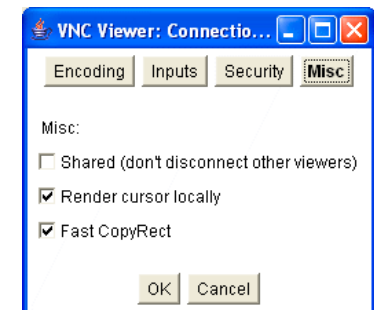 VNC Viewer: Connectio...
Encoding Inputs Security Misc
Misc:
Shared (don't disconnect other viewers)
Render cursor locally
Fast CopyRect
OK Cancel